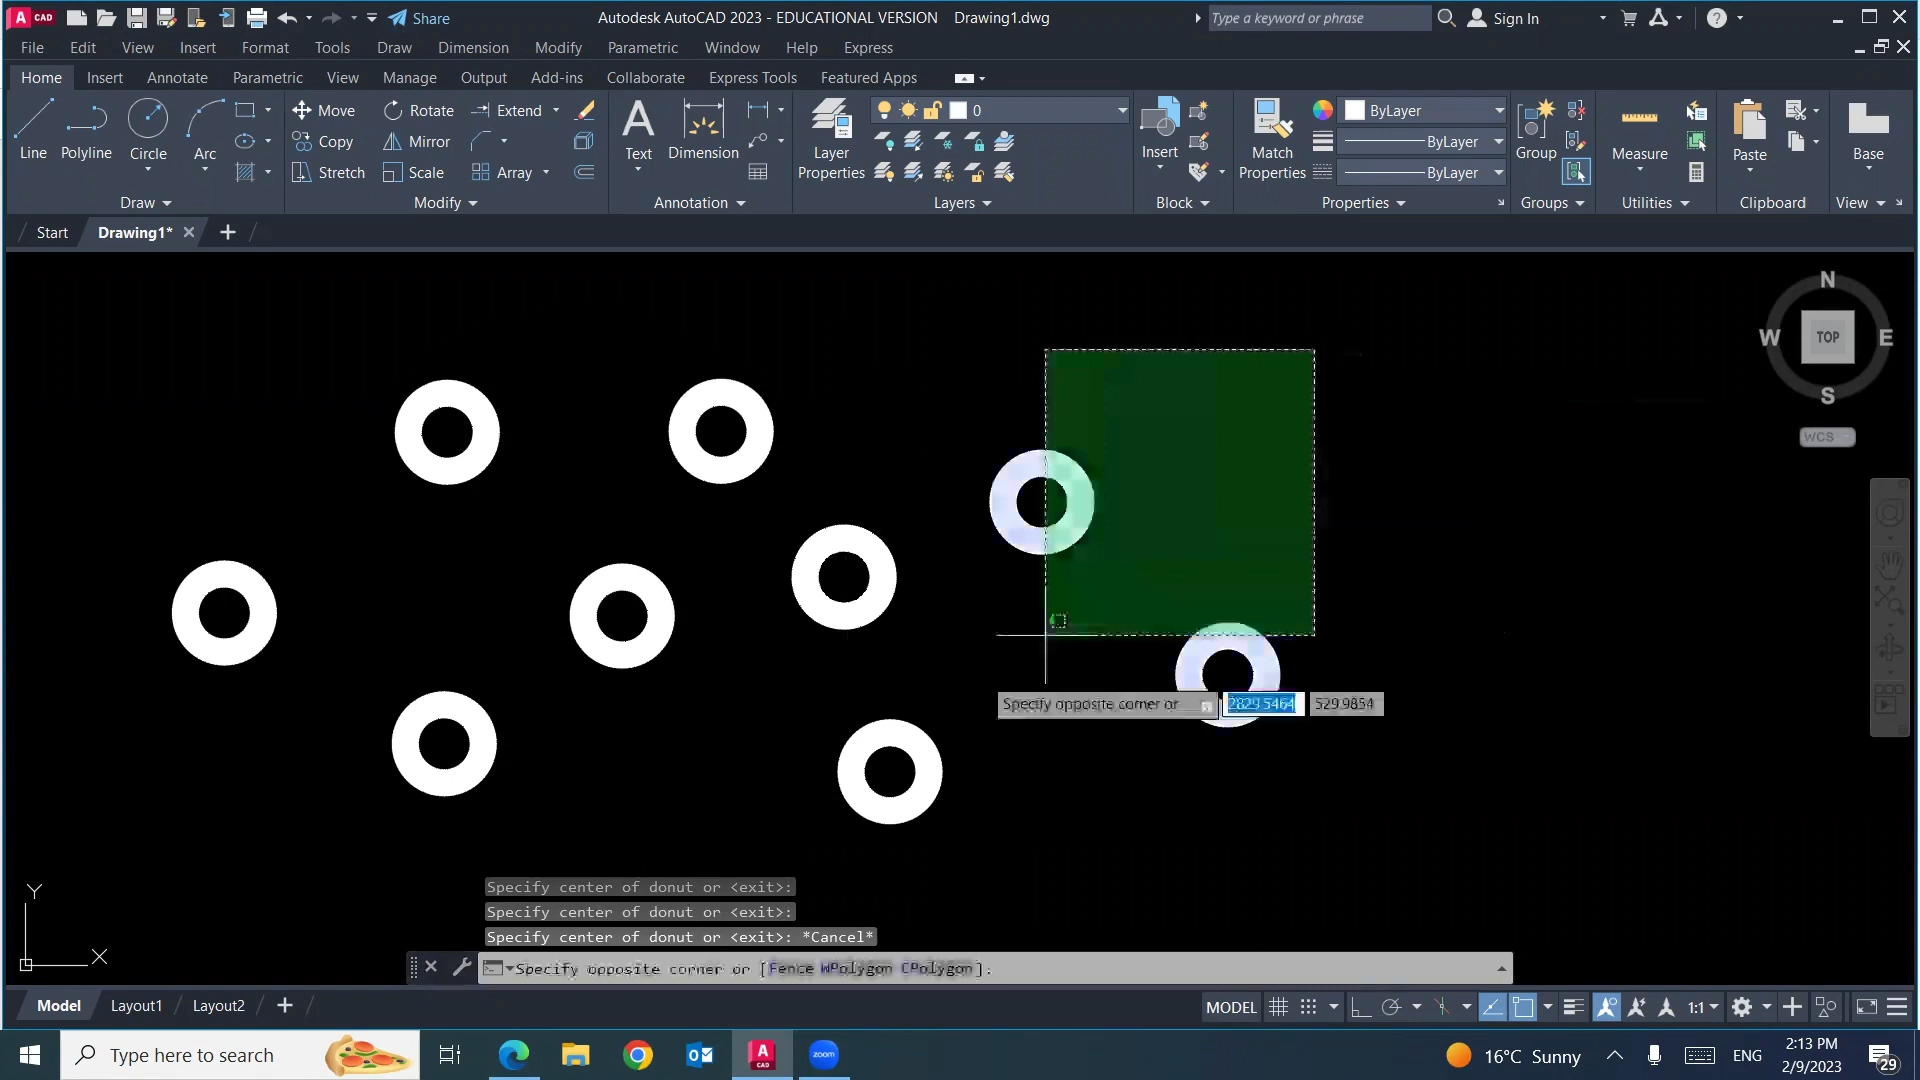 A CAD Share Autodesk AutoCAD 2023 - EDUCATIONAL VERSION Drawing1.dwg Type a keyword or phrase Sign In
File Edit View Insert Format Tools Draw Dimension Modify Parametric Window Help Express
Home Insert Annotate Parametric View Manage Output Add-ins Collaborate Express Tools Featured Apps
Move Rotate Extend 0 ByLayer
Line Polyline Circle Arc Copy Mirror Text Dimension Layer Properties Insert Match Properties ByLayer Group Measure Paste Base
Stretch Scale Array ByLayer
Draw Modify Annotation Layers Block Properties Groups Utilities Clipboard View
Start Drawing1*
N
W TOP E
S
WCS
Specify opposite corner or 2829.5464 529.9854
Y
X
Specify center of donut or <exit>:
Specify center of donut or <exit>:
Specify center of donut or <exit>: *Cancel*
Specify opposite corner or [Fence WPolygon CPolygon]:
Model Layout1 Layout2 MODEL 1:1
Type here to search A CAD zoom 16°C Sunny ENG 2:13 PM
2/9/2023
29